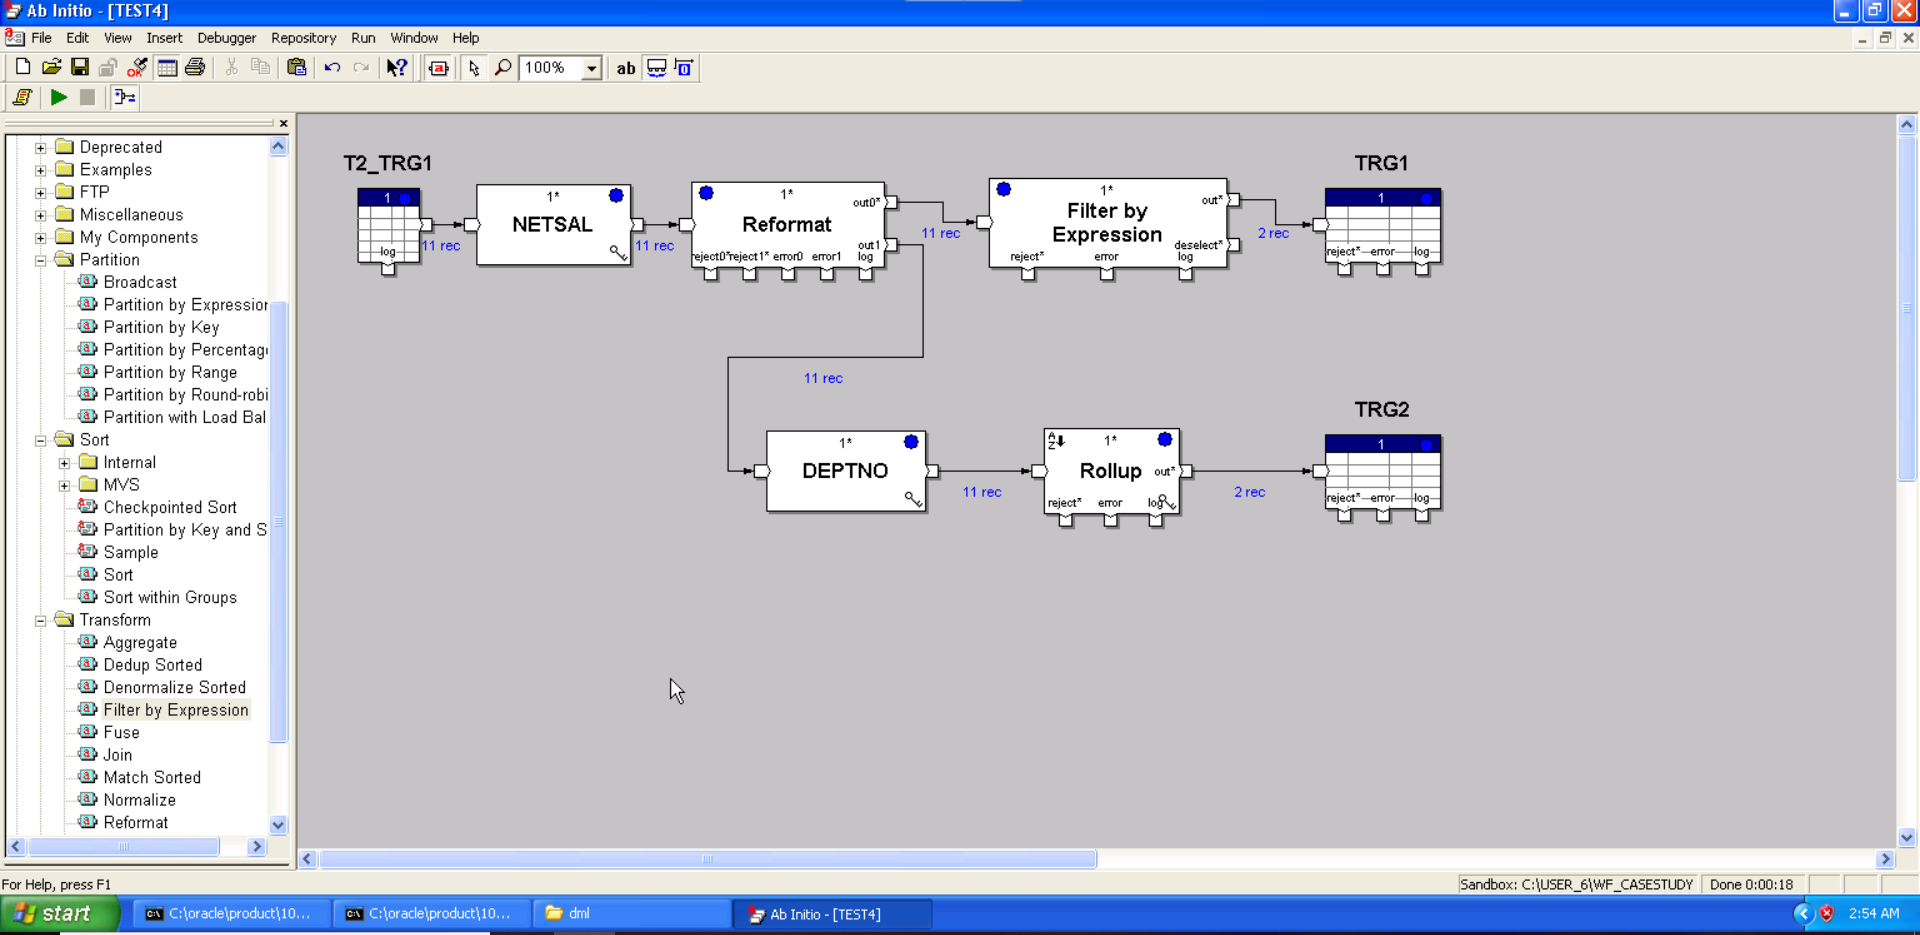 Ab Initio - [TEST4]
File Edit View Insert Debugger Repository Run Window Help
100% ab
Deprecated
Examples
FTP
Miscellaneous
My Components
Partition
Broadcast
Partition by Expression
Partition by Key
Partition by Percentag
Partition by Range
Partition by Round-robi
Partition with Load Bal
Sort
Internal
MVS
Checkpointed Sort
Partition by Key and S
Sample
Sort
Sort within Groups
Transform
Aggregate
Dedup Sorted
Denormalize Sorted
Filter by Expression
Fuse
Join
Match Sorted
Normalize
Reformat
T2_TRG1
1
log
11 rec
1*
NETSAL
11 rec
1*
Reformat
out0*
out1
reject0* reject1* error0 error1 log
11 rec
1*
Filter by
Expression
out*
deselect*
reject* error log
2 rec
TRG1
1
reject* error log
11 rec
1*
DEPTNO
11 rec
1*
Rollup out*
reject* error log
2 rec
TRG2
1
reject* error log
For Help, press F1
Sandbox: C:\USER_6\WF_CASESTUDY Done 0:00:18
start C:\oracle\product\10... C:\oracle\product\10... dml Ab Initio - [TEST4] 2:54 AM